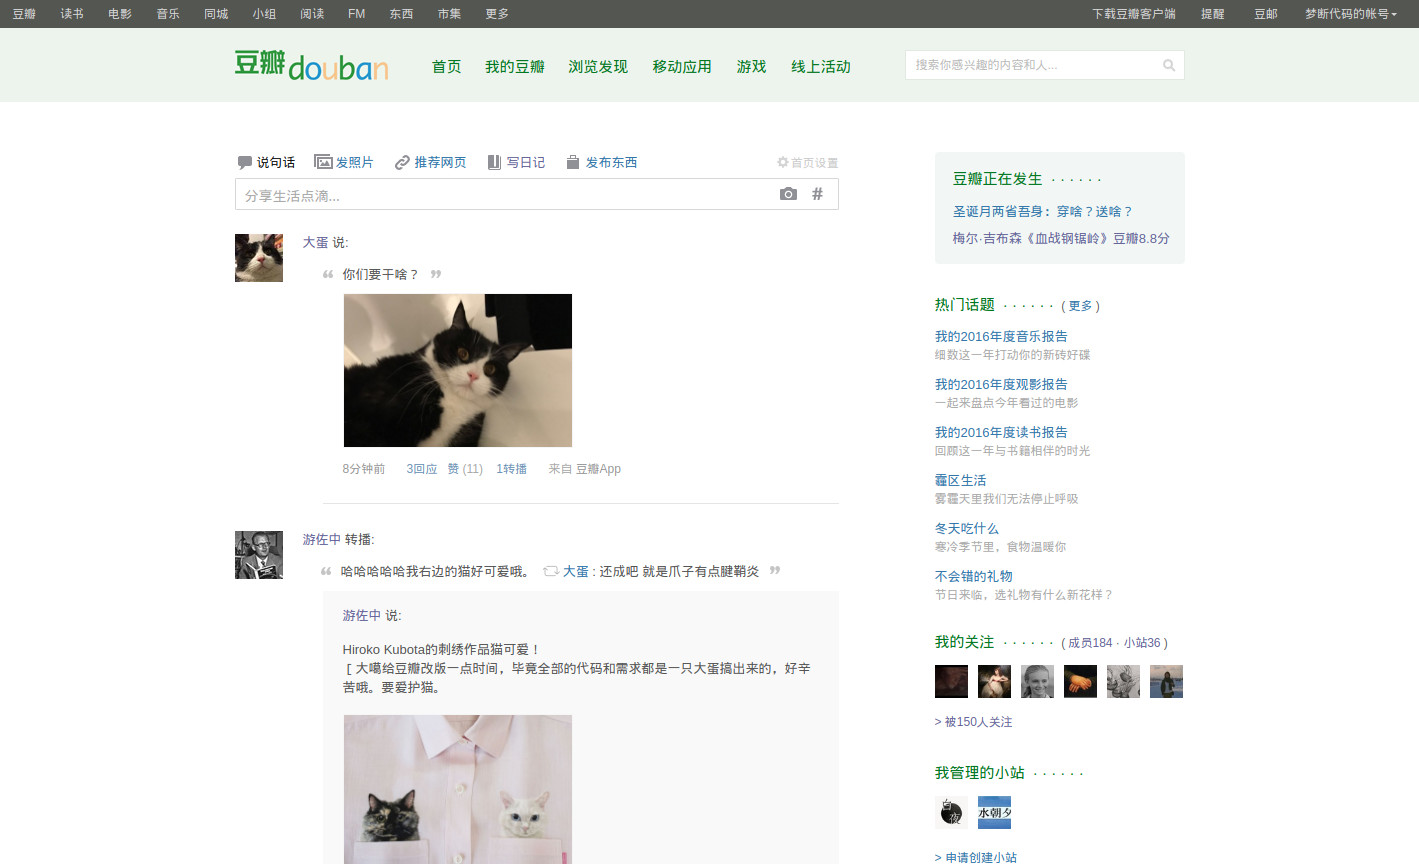 豆瓣 读书 电影 音乐 同城 小组 阅读 FM 东西 市集 更多 下载豆瓣客户端 提醒 豆邮 梦断代码的帐号
豆瓣douban 首页 我的豆瓣 浏览发现 移动应用 游戏 线上活动 搜索你感兴趣的内容和人...
说句话 发照片 推荐网页 写日记 发布东西 首页设置
分享生活点滴... #
大蛋 说:
“ 你们要干啥？ ”
8分钟前 3回应 赞 (11) 1转播 来自 豆瓣App
游佐中 转播:
“ 哈哈哈哈哈我右边的猫好可爱哦。 大蛋 : 还成吧 就是爪子有点腱鞘炎 ”
游佐中 说:
Hiroko Kubota的刺绣作品猫可爱！
［ 大噶给豆瓣改版一点时间，毕竟全部的代码和需求都是一只大蛋搞出来的，好辛
苦哦。要爱护猫。
豆瓣正在发生 · · · · · ·
圣诞月两省吾身：穿啥？送啥？
梅尔·吉布森《血战钢锯岭》豆瓣8.8分
热门话题 · · · · · · ( 更多 )
我的2016年度音乐报告
细数这一年打动你的新砖好碟
我的2016年度观影报告
一起来盘点今年看过的电影
我的2016年度读书报告
回顾这一年与书籍相伴的时光
霾区生活
雾霾天里我们无法停止呼吸
冬天吃什么
寒冷季节里，食物温暖你
不会错的礼物
节日来临，选礼物有什么新花样？
我的关注 · · · · · · ( 成员184 · 小站36 )
> 被150人关注
我管理的小站 · · · · · ·
白夜 水朝夕
> 申请创建小站